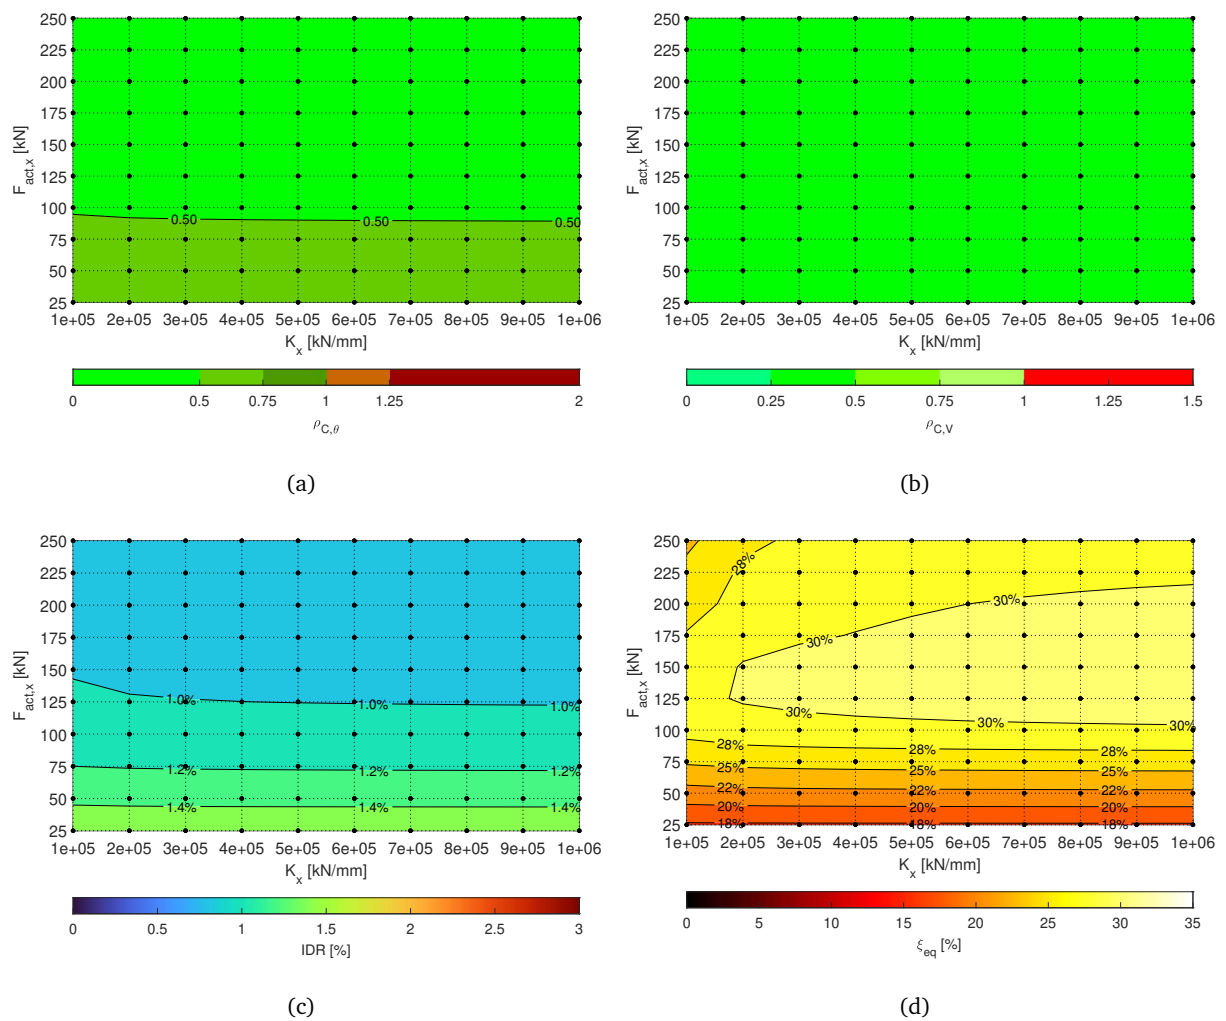 250
225
200
175
150
125
100
75
50
25
F_act,x [kN]
0.50 0.50 0.50
1e+05 2e+05 3e+05 4e+05 5e+05 6e+05 7e+05 8e+05 9e+05 1e+06
K_x [kN/mm]
0 0.5 0.75 1 1.25 2
ρ_C,θ
(a)
250
225
200
175
150
125
100
75
50
25
F_act,x [kN]
1e+05 2e+05 3e+05 4e+05 5e+05 6e+05 7e+05 8e+05 9e+05 1e+06
K_x [kN/mm]
0 0.25 0.5 0.75 1 1.25 1.5
ρ_C,V
(b)
250
225
200
175
150
125
100
75
50
25
F_act,x [kN]
1.0% 1.0% 1.0%
1.2% 1.2% 1.2%
1.4% 1.4% 1.4%
1e+05 2e+05 3e+05 4e+05 5e+05 6e+05 7e+05 8e+05 9e+05 1e+06
K_x [kN/mm]
0 0.5 1 1.5 2 2.5 3
IDR [%]
(c)
250
225
200
175
150
125
100
75
50
25
F_act,x [kN]
28%
30%
30%
30% 30% 30%
28% 28% 28%
25% 25% 25%
22% 22% 22%
20% 20% 20%
18% 18% 18%
1e+05 2e+05 3e+05 4e+05 5e+05 6e+05 7e+05 8e+05 9e+05 1e+06
K_x [kN/mm]
0 5 10 15 20 25 30 35
ξ_eq [%]
(d)